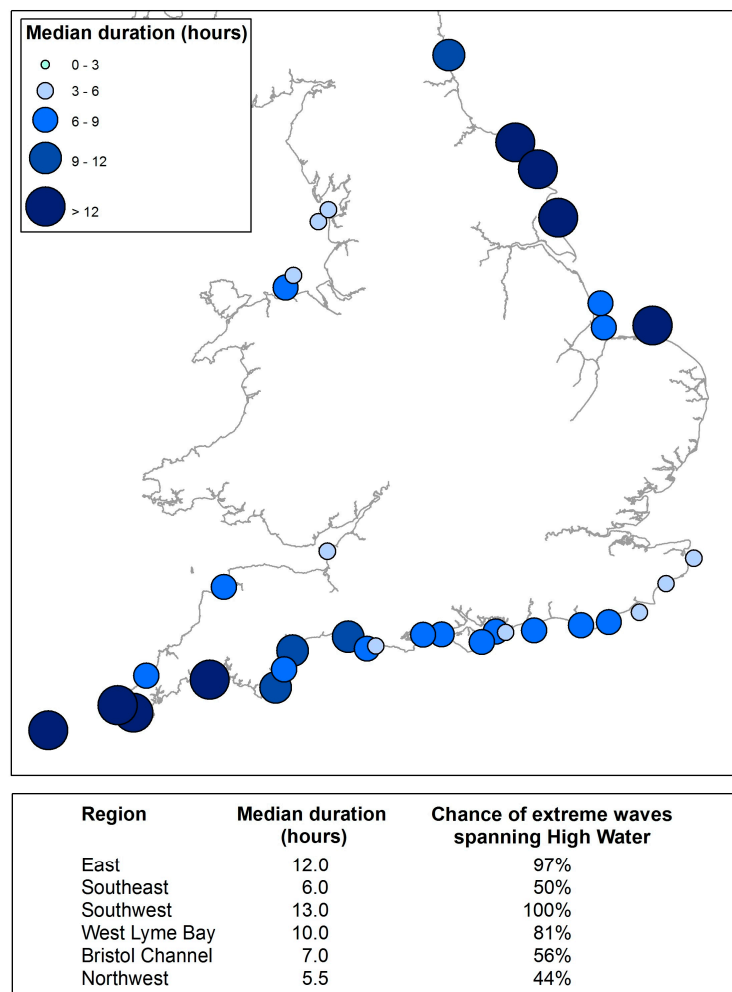 Median duration (hours)
0 - 3
3 - 6
6 - 9
9 - 12
> 12
Region Median duration (hours) Chance of extreme waves spanning High Water
East 12.0 97%
Southeast 6.0 50%
Southwest 13.0 100%
West Lyme Bay 10.0 81%
Bristol Channel 7.0 56%
Northwest 5.5 44%